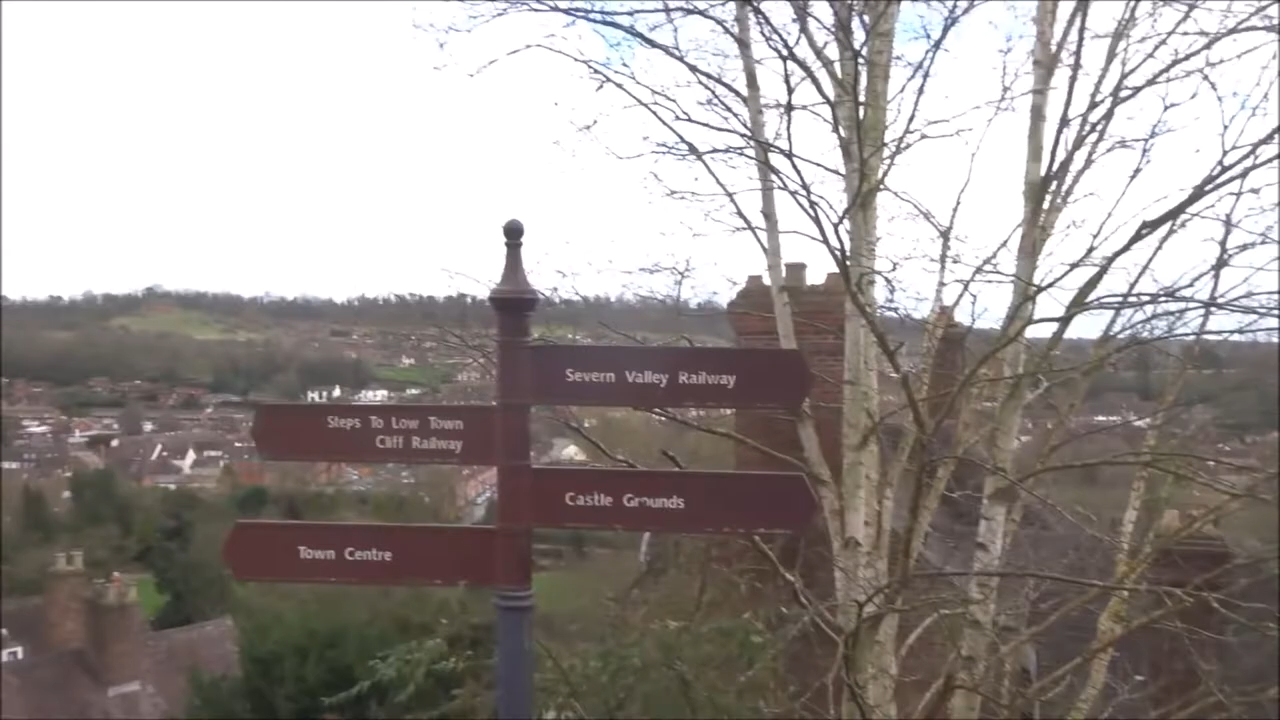 Severn Valley Railway
Steps To Low Town
Cliff Railway
Castle Grounds
Town Centre